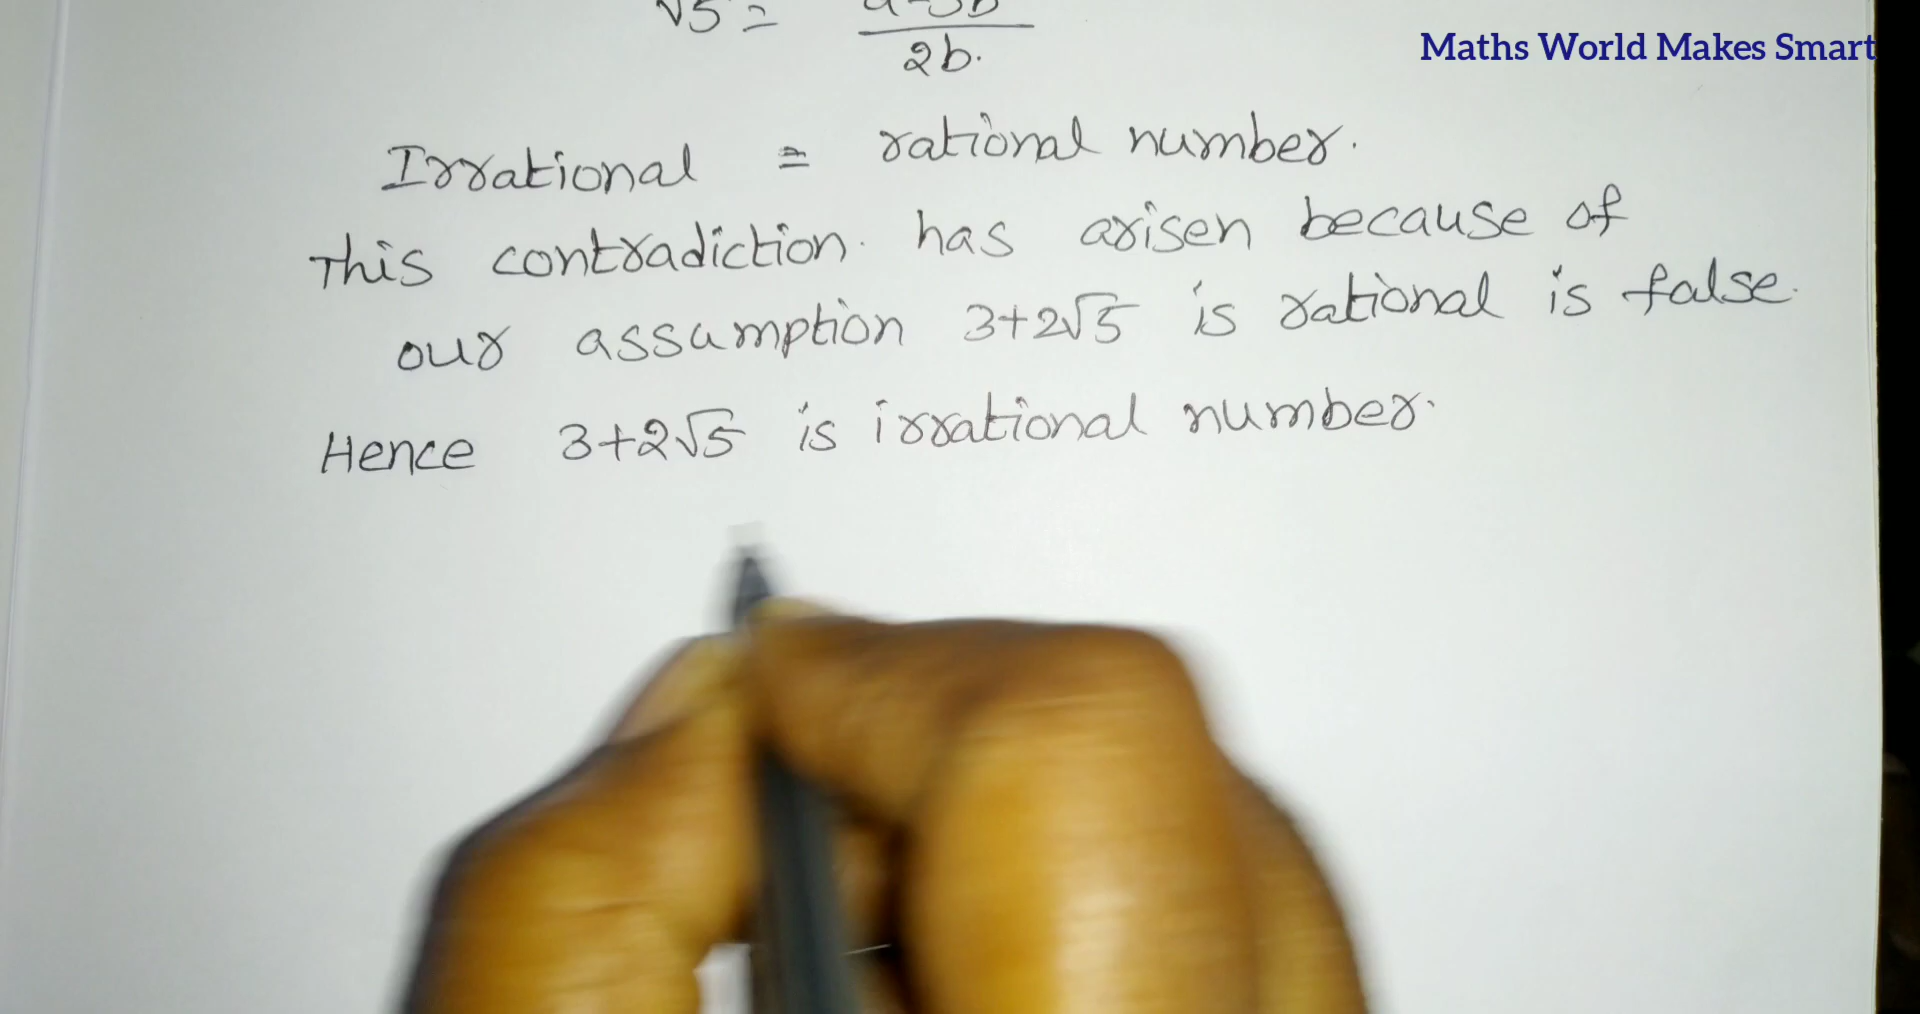 √5 =
2b.
Maths World Makes Smart
Irrational = rational number.
This contradiction has arisen because of
our assumption 3+2√5 is rational is false.
Hence 3+2√5 is irrational number.